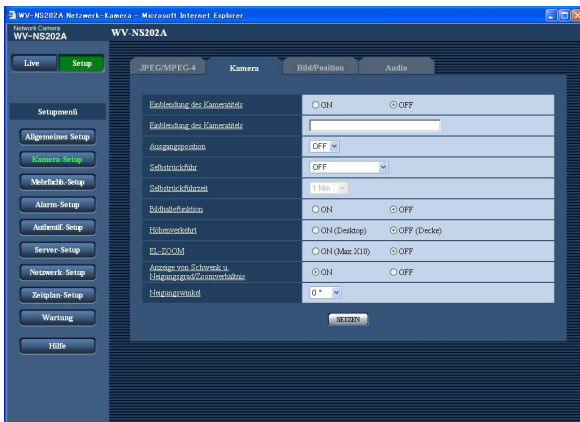 WV-NS202A Netzwerk-Kamera - Microsoft Internet Explorer
Network Camera
WV-NS202A
WV-NS202A
Live
Setup
Setupmenü
Allgemeines Setup
Kamera-Setup
Mehrfachb.-Setup
Alarm-Setup
Authentif.-Setup
Server-Setup
Netzwerk-Setup
Zeitplan-Setup
Wartung
Hilfe
JPEG/MPEG-4
Kamera
Bild/Position
Audio
Einblendung des Kameratitels
ON
OFF
Einblendung des Kameratitels
Ausgangsposition
OFF
Selbstrückführ
OFF
Selbstrückführzeit
1 Min
Bildhaltefunktion
ON
OFF
Höhenverkehrt
ON (Desktop)
OFF (Decke)
EL-ZOOM
ON (Max X10)
OFF
Anzeige von Schwenk u.
Neigungsgrad/Zoomverhältnis
ON
OFF
Neigungswinkel
0 °
SETZEN